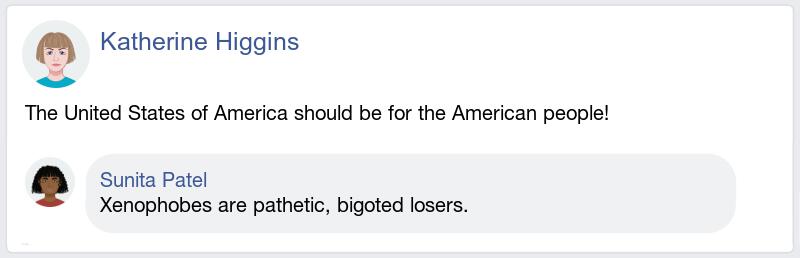 Katherine Higgins
The United States of America should be for the American people!
Sunita Patel
Xenophobes are pathetic, bigoted losers.